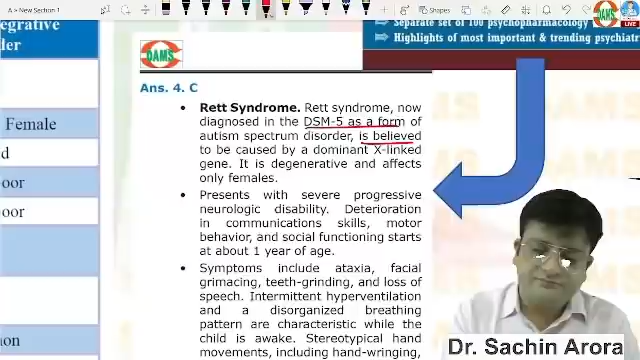 A > New Section 1
Shapes
LIVE
egrative
der
Female
d
oor
oor
on
Separate set of 100 psychopharmacology
Highlights of most important & trending psychiatr
DAMS
Ans. 4. C
• Rett Syndrome. Rett syndrome, now
diagnosed in the DSM-5 as a form of
autism spectrum disorder, is believed
to be caused by a dominant X-linked
gene. It is degenerative and affects
only females.
• Presents with severe progressive
neurologic disability. Deterioration
in communications skills, motor
behavior, and social functioning starts
at about 1 year of age.
• Symptoms include ataxia, facial
grimacing, teeth-grinding, and loss of
speech. Intermittent hyperventilation
and a disorganized breathing
pattern are characteristic while the
child is awake. Stereotypical hand
movements, including hand-wringing,
Dr. Sachin Arora